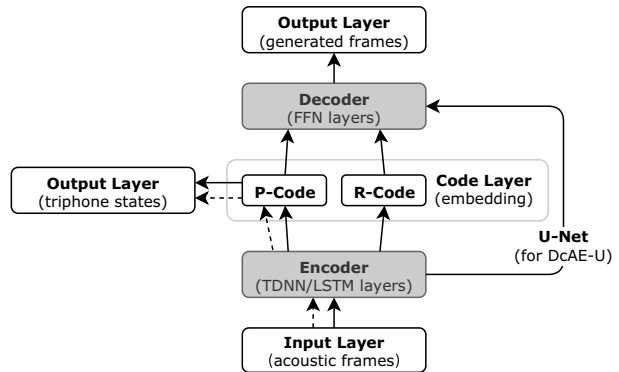 Output Layer
(generated frames)
Decoder
(FFN layers)
Output Layer
(triphone states)
P-Code
R-Code
Code Layer
(embedding)
U-Net
(for DcAE-U)
Encoder
(TDNN/LSTM layers)
Input Layer
(acoustic frames)